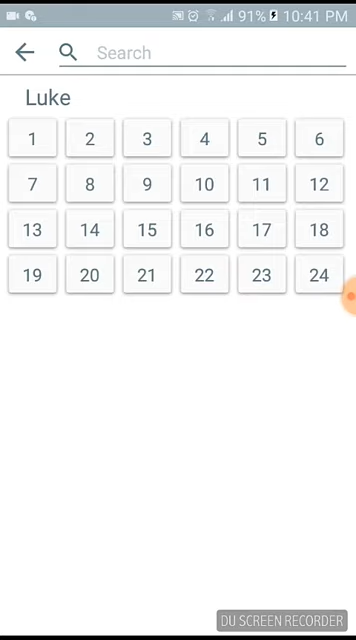 91% 10:41 PM
Search
Luke
1 2 3 4 5 6
7 8 9 10 11 12
13 14 15 16 17 18
19 20 21 22 23 24
DU SCREEN RECORDER